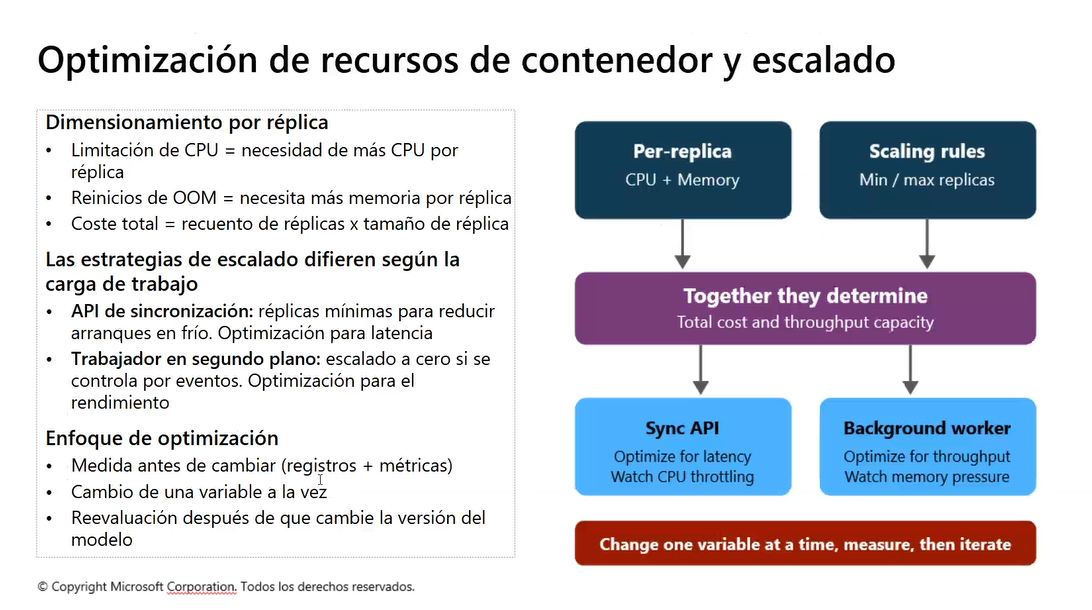 Optimización de recursos de contenedor y escalado
Dimensionamiento por réplica
• Limitación de CPU = necesidad de más CPU por
réplica
• Reinicios de OOM = necesita más memoria por réplica
• Coste total = recuento de réplicas x tamaño de réplica
Las estrategias de escalado difieren según la
carga de trabajo
• API de sincronización: réplicas mínimas para reducir
arranques en frío. Optimización para latencia
• Trabajador en segundo plano: escalado a cero si se
controla por eventos. Optimización para el
rendimiento
Enfoque de optimización
• Medida antes de cambiar (registros + métricas)
• Cambio de una variable a la vez
• Reevaluación después de que cambie la versión del
modelo
Per-replica
CPU + Memory
Scaling rules
Min / max replicas
Together they determine
Total cost and throughput capacity
Sync API
Optimize for latency
Watch CPU throttling
Background worker
Optimize for throughput
Watch memory pressure
Change one variable at a time, measure, then iterate
© Copyright Microsoft Corporation. Todos los derechos reservados.